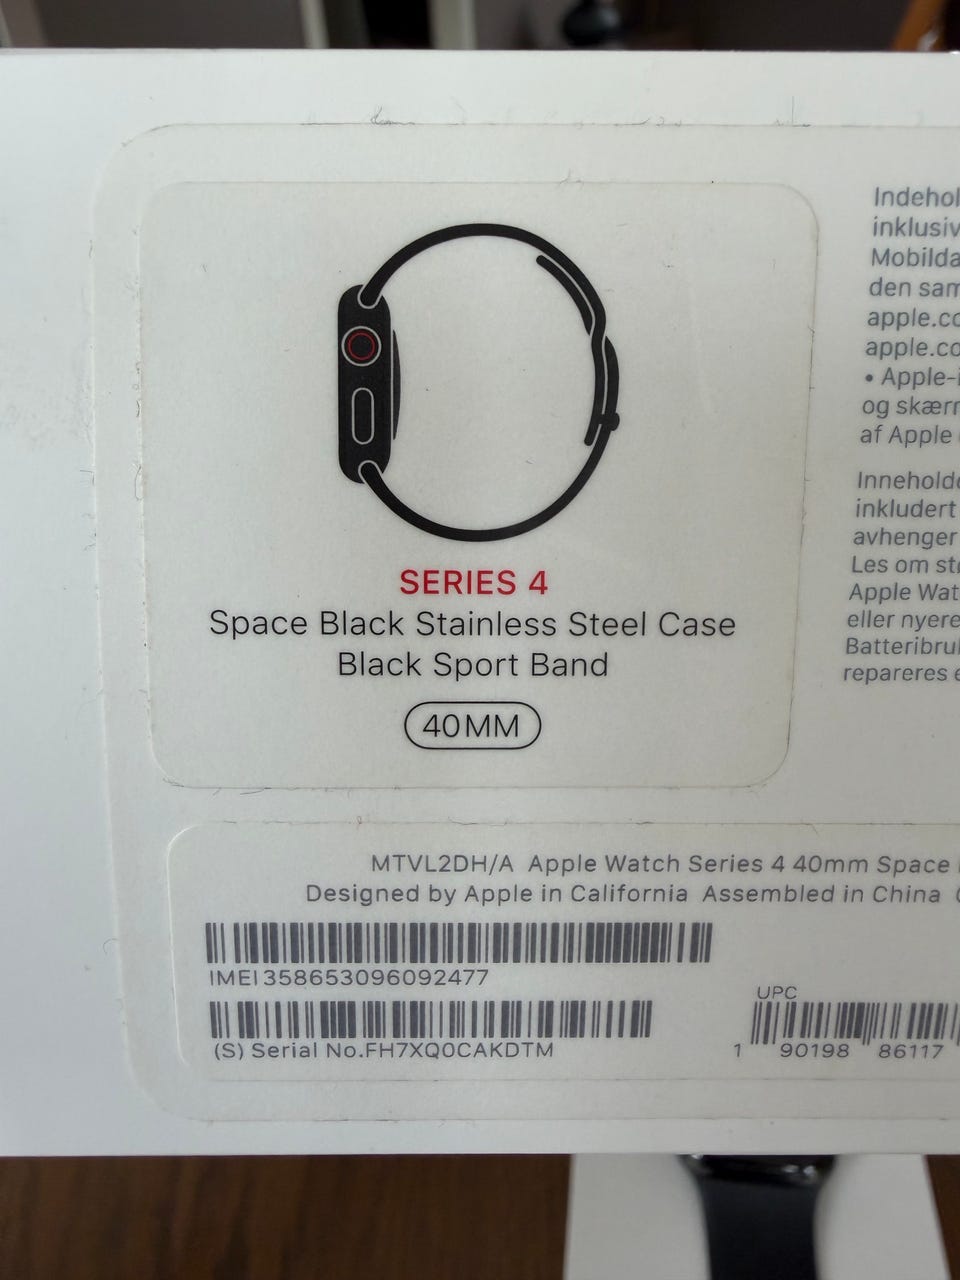 SERIES 4
Space Black Stainless Steel Case
Black Sport Band
40MM
Indehol
inklusiv
Mobilda
den sam
apple.co
apple.co
• Apple-i
og skærm
af Apple
Inneholde
inkludert
avhenger
Les om stø
Apple Wat
eller nyere
Batteribru
repareres e
MTVL2DH/A Apple Watch Series 4 40mm Space
Designed by Apple in California Assembled in China
IMEI 358653096092477
(S) Serial No.FH7XQ0CAKDTM
UPC
1 90198 86117